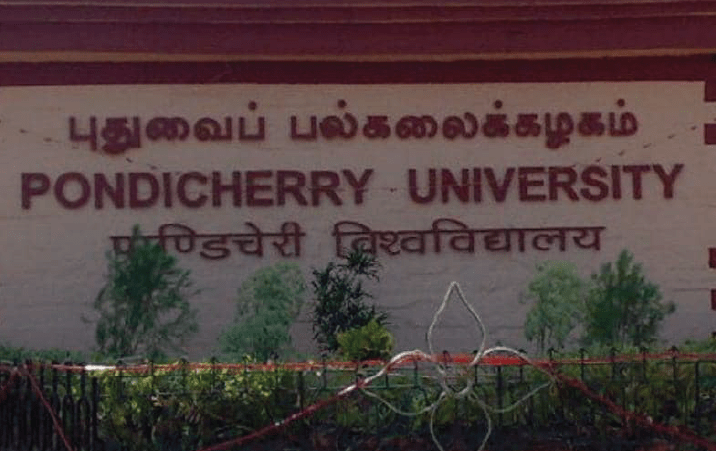 புதுவைப் பல்கலைக்கழகம்
PONDICHERRY UNIVERSITY
पाण्डिचेरी विश्वविद्यालय